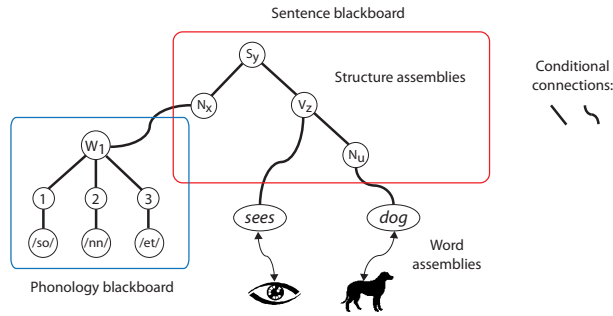 Sentence blackboard
Sy
Structure assemblies
Conditional
connections:
Nx
Vz
W1
Nu
1 2 3
sees dog
/so/ /nn/ /et/
Word
assemblies
Phonology blackboard